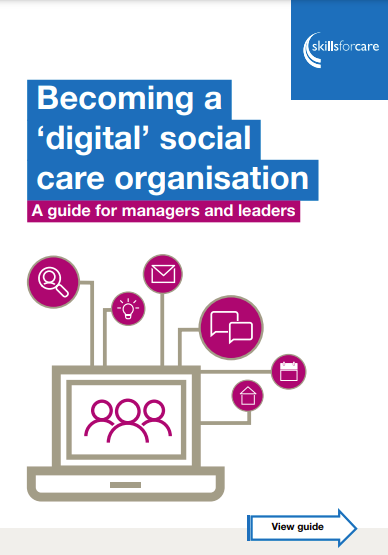 skillsforcare
Becoming a
‘digital’ social
care organisation
A guide for managers and leaders
View guide